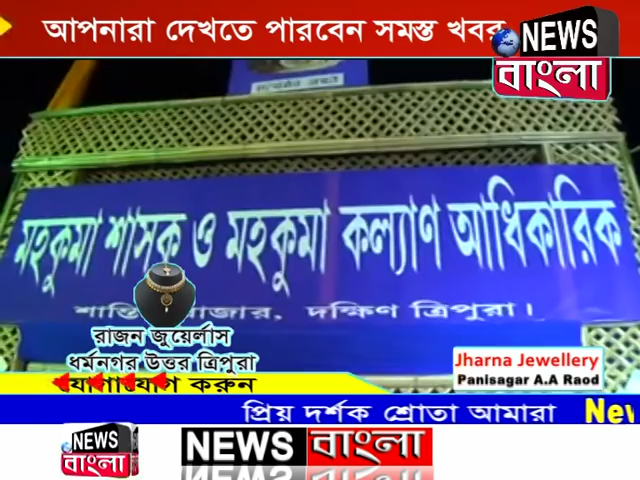 আপনারা দেখতে পারবেন সমস্ত খবর
NEWS
বাংলা
মহকুমা শাসক ও মহকুমা কল্যাণ আধিকারিক
দক্ষিণ ত্রিপুরা।
রাজন জুয়ের্লাস
ধর্মনগর উত্তর ত্রিপুরা
যোগাযোগ করুন
Jharna Jewellery
Panisagar A.A Raod
প্রিয় দর্শক শ্রোতা আমারা New
NEWS
বাংলা
NEWS বাংলা